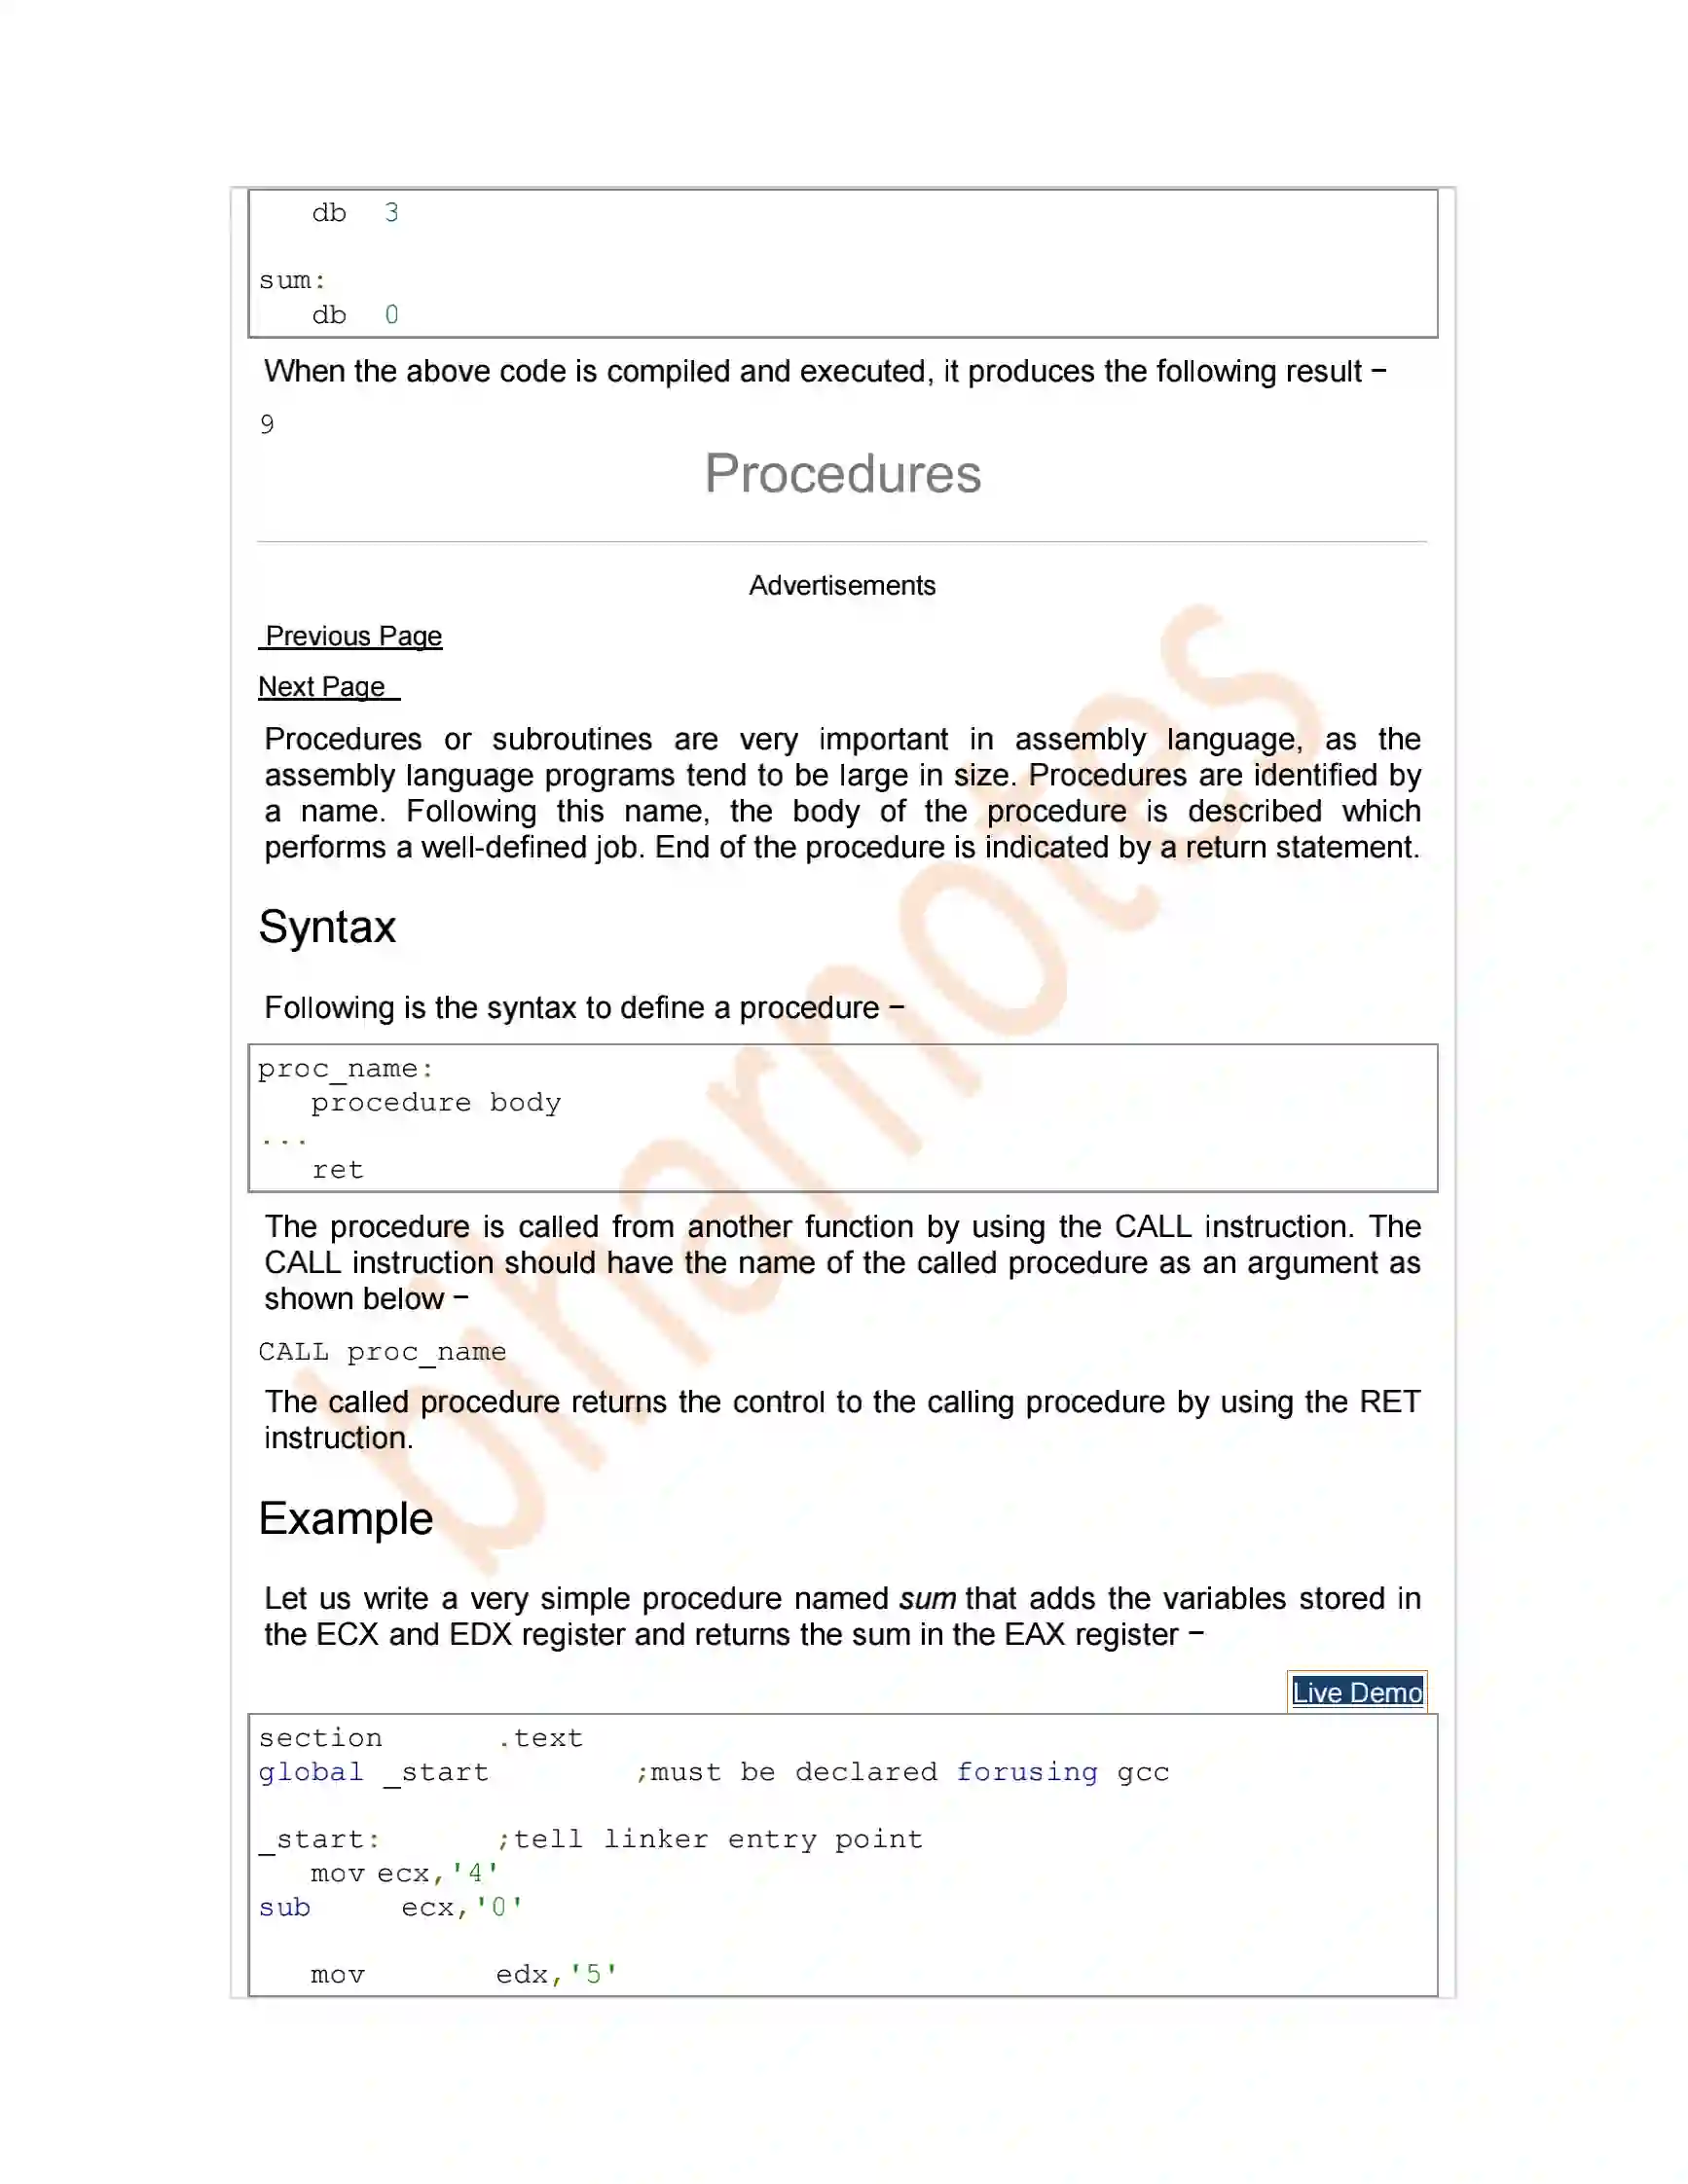 db 3
sum:
db 0
When the above code is compiled and executed, it produces the following result −
9
Procedures
Advertisements
Previous Page
Next Page
Procedures or subroutines are very important in assembly language, as the
assembly language programs tend to be large in size. Procedures are identified by
a name. Following this name, the body of the procedure is described which
performs a well-defined job. End of the procedure is indicated by a return statement.
Syntax
Following is the syntax to define a procedure −
proc_name:
procedure body
...
ret
The procedure is called from another function by using the CALL instruction. The
CALL instruction should have the name of the called procedure as an argument as
shown below −
CALL proc_name
The called procedure returns the control to the calling procedure by using the RET
instruction.
Example
Let us write a very simple procedure named sum that adds the variables stored in
the ECX and EDX register and returns the sum in the EAX register −
Live Demo
section .text
global _start ;must be declared forusing gcc
_start: ;tell linker entry point
mov ecx,'4'
sub ecx,'0'
mov edx,'5'
biharnotes